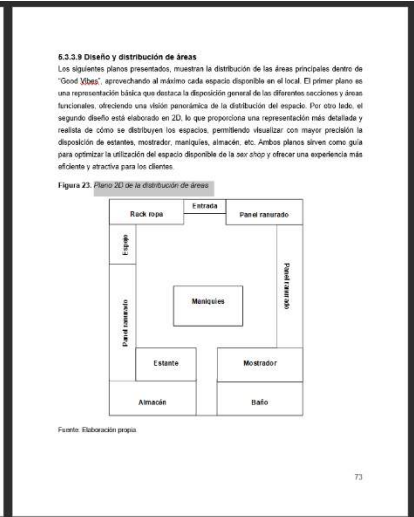 5.3.3.9 Diseño y distribución de áreas
Los siguientes planos presentados, muestran la distribución de las áreas principales dentro de
"Good Vibes", aprovechando al máximo cada espacio disponible en el local. El primer plano es
una representación básica que destaca la disposición general de las diferentes secciones y áreas
funcionales, ofreciendo una visión panorámica de la distribución del espacio. Por otro lado, el
segundo diseño está elaborado en 2D, lo que proporciona una representación más detallada y
realista de cómo se distribuyen los espacios, permitiendo visualizar con mayor precisión la
disposición de estantes, mostrador, maniquíes, almacén, etc. Ambos planos sirven como guía
para optimizar la utilización del espacio disponible de la sex shop y ofrecer una experiencia más
eficiente y atractiva para los clientes.
Figura 23. Plano 2D de la distribución de áreas
Rack ropa
Entrada
Panel ranurado
Espejo
Panel ranurado
Maniquíes
Panel ranurado
Estante
Mostrador
Almacén
Baño
Fuente. Elaboración propia.
73